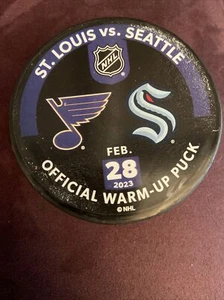 ST. LOUIS vs. SEATTLE
NHL
FEB.
28
2023
OFFICIAL WARM-UP PUCK
© NHL